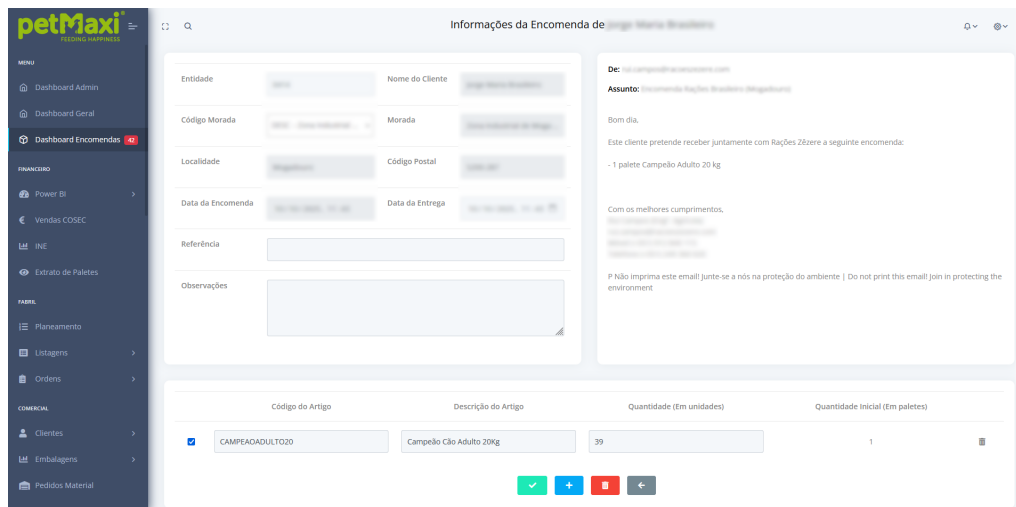 petMaxi
FEEDING HAPPINESS
Informações da Encomenda de
MENU
Dashboard Admin
Dashboard Geral
Dashboard Encomendas 42
FINANCEIRO
Power BI
Vendas COSEC
INE
Extrato de Paletes
FABRIL
Planeamento
Listagens
Ordens
COMERCIAL
Clientes
Embalagens
Pedidos Material
Entidade
Nome do Cliente
Código Morada
Morada
Localidade
Código Postal
Data da Encomenda
Data da Entrega
Referência
Observações
De:
Assunto:
Bom dia,
Este cliente pretende receber juntamente com Rações Zêzere a seguinte encomenda:
- 1 palete Campeão Adulto 20 kg
Com os melhores cumprimentos,
P Não imprima este email! Junte-se a nós na proteção do ambiente | Do not print this email! Join in protecting the
environment
Código do Artigo Descrição do Artigo Quantidade (Em unidades) Quantidade Inicial (Em paletes)
CAMPEAOADULTO20 Campeão Cão Adulto 20Kg 39 1